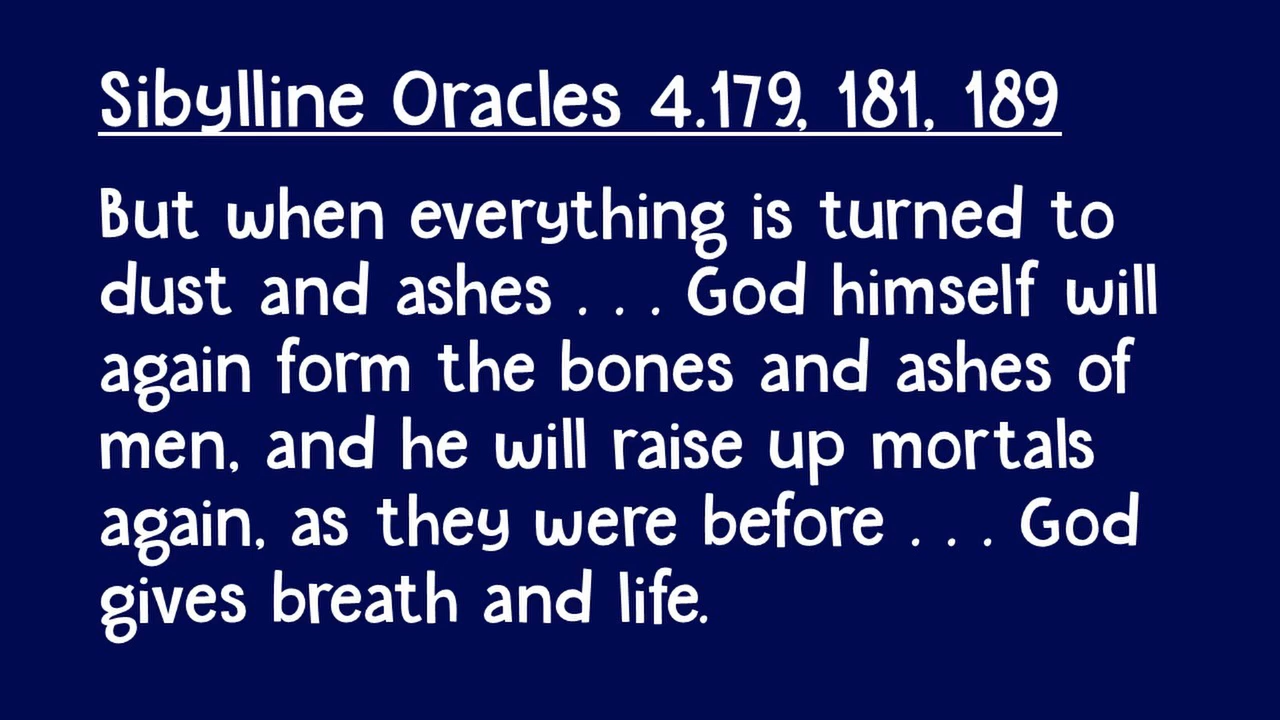 Sibylline Oracles 4.179, 181, 189
But when everything is turned to
dust and ashes . . . God himself will
again form the bones and ashes of
men, and he will raise up mortals
again, as they were before . . . God
gives breath and life.